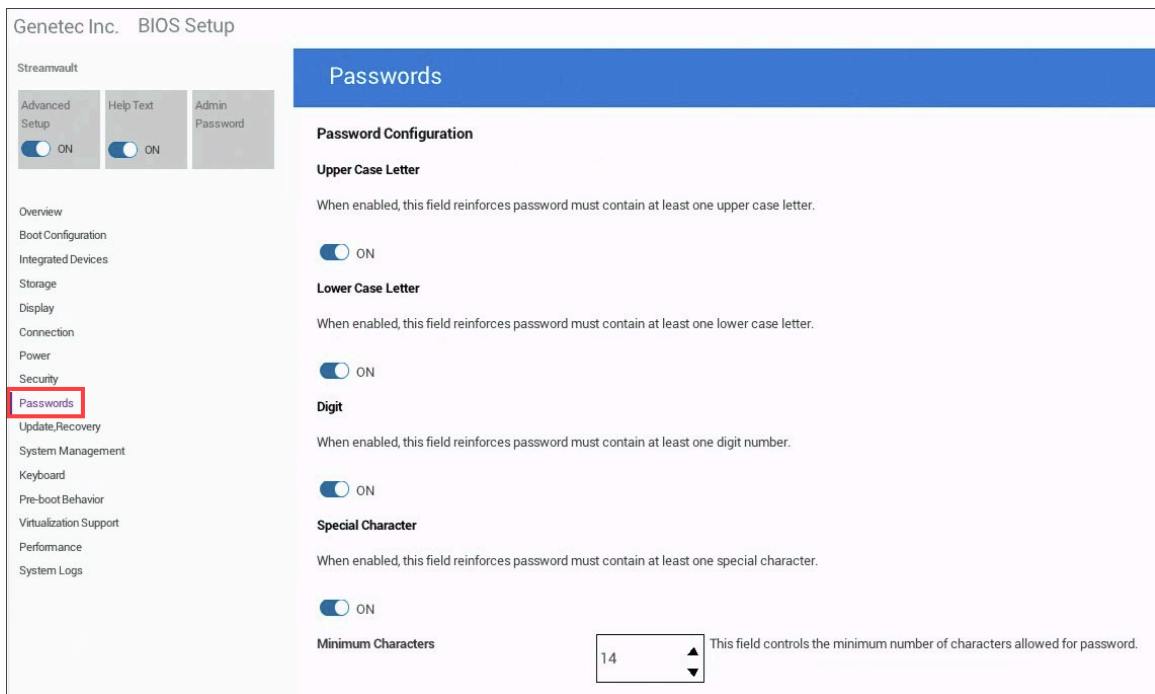 Genetec Inc. BIOS Setup
Streamvault
Advanced Setup
ON
Help Text
ON
Admin Password
Overview
Boot Configuration
Integrated Devices
Storage
Display
Connection
Power
Security
Passwords
Update,Recovery
System Management
Keyboard
Pre-boot Behavior
Virtualization Support
Performance
System Logs
Passwords
Password Configuration
Upper Case Letter
When enabled, this field reinforces password must contain at least one upper case letter.
ON
Lower Case Letter
When enabled, this field reinforces password must contain at least one lower case letter.
ON
Digit
When enabled, this field reinforces password must contain at least one digit number.
ON
Special Character
When enabled, this field reinforces password must contain at least one special character.
ON
Minimum Characters
14
This field controls the minimum number of characters allowed for password.